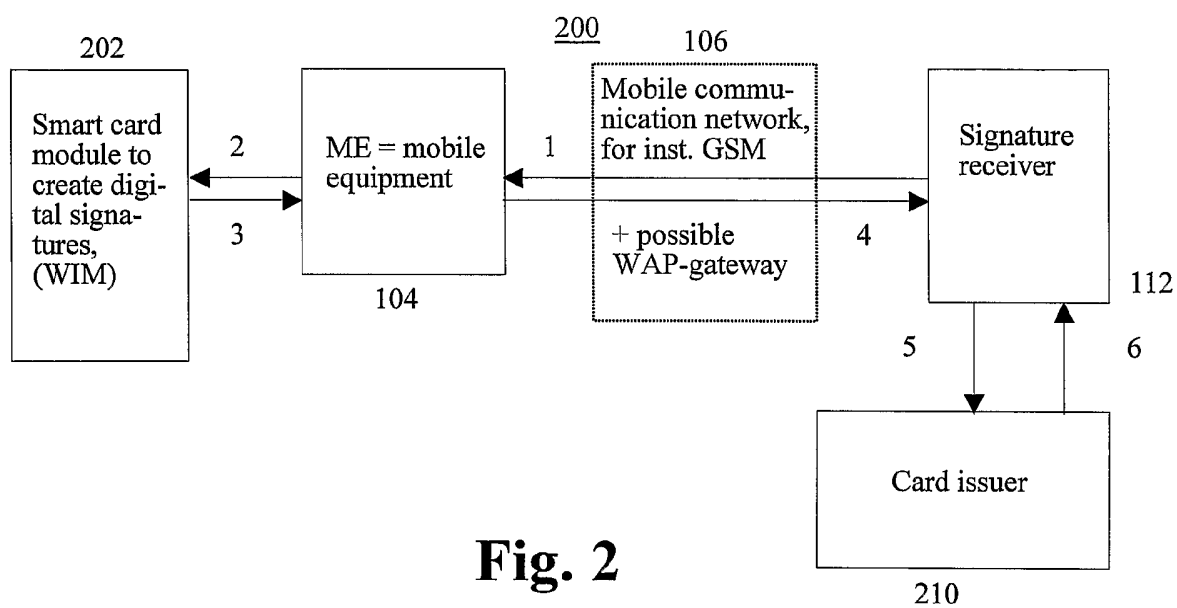 200
202
106
Smart card
module to
create digi-
tal signa-
tures,
(WIM)
2
3
ME = mobile
equipment
104
1
Mobile commu-
nication network,
for inst. GSM
+ possible
WAP-gateway
4
Signature
receiver
112
5
6
Card issuer
210
Fig. 2